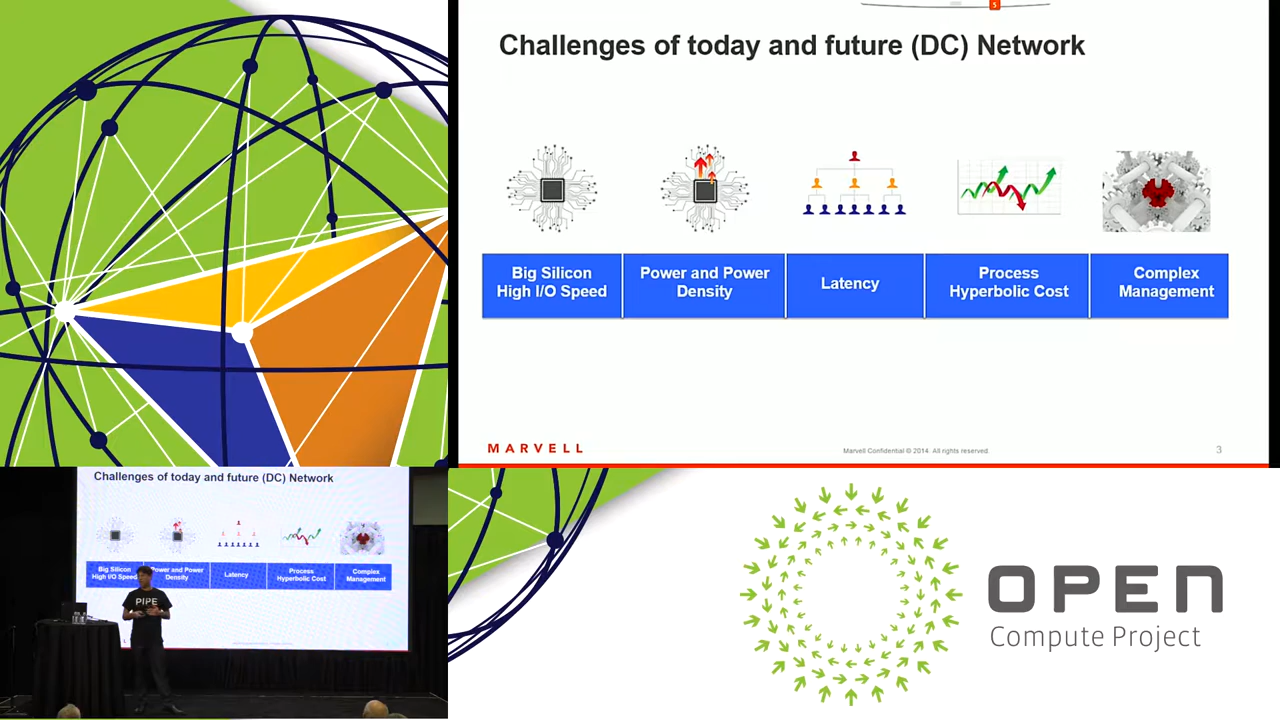 5
Challenges of today and future (DC) Network
Big Silicon
High I/O Speed
Power and Power
Density
Latency
Process
Hyperbolic Cost
Complex
Management
MARVELL
Marvell Confidential © 2014 All rights reserved.
3
Challenges of today and future (DC) Network
Big Silicon
High I/O Speed
Power and Power
Density
Latency
Process
Hyperbolic Cost
Complex
Management
PIPE
OPEN
Compute Project